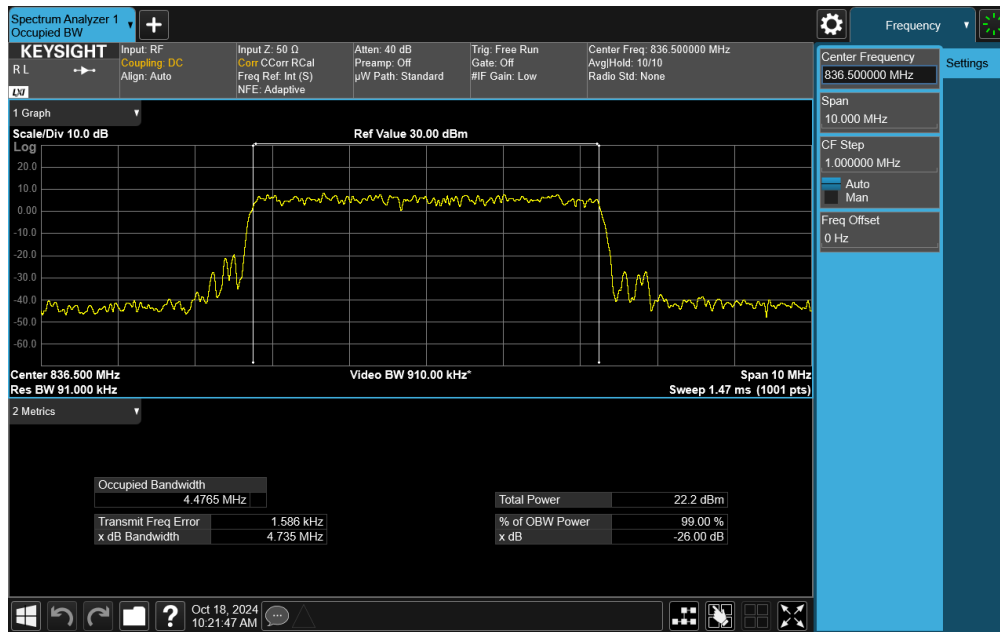 Spectrum Analyzer 1
Occupied BW
Frequency
KEYSIGHT
R L
LXI
Input: RF
Coupling: DC
Align: Auto
Input Z: 50 Ω
Corr CCorr RCal
Freq Ref: Int (S)
NFE: Adaptive
Atten: 40 dB
Preamp: Off
µW Path: Standard
Trig: Free Run
Gate: Off
#IF Gain: Low
Center Freq: 836.500000 MHz
Avg|Hold: 10/10
Radio Std: None
Center Frequency
836.500000 MHz
Settings
Span
10.000 MHz
CF Step
1.000000 MHz
Auto
Man
Freq Offset
0 Hz
1 Graph
Scale/Div 10.0 dB
Ref Value 30.00 dBm
Log
20.0
10.0
0.00
-10.0
-20.0
-30.0
-40.0
-50.0
-60.0
Center 836.500 MHz
Video BW 910.00 kHz*
Span 10 MHz
Res BW 91.000 kHz
Sweep 1.47 ms (1001 pts)
2 Metrics
Occupied Bandwidth
4.4765 MHz
Total Power 22.2 dBm
Transmit Freq Error 1.586 kHz
% of OBW Power 99.00 %
x dB Bandwidth 4.735 MHz
x dB -26.00 dB
?
Oct 18, 2024
10:21:47 AM